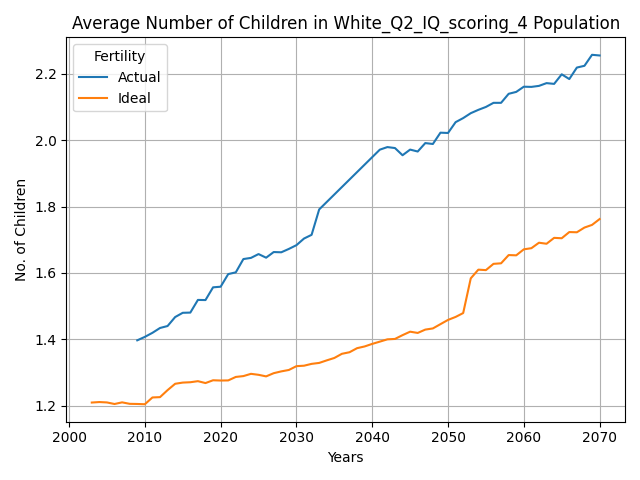 Average Number of Children in White_Q2_IQ_scoring_4 Population
Fertility
Actual
Ideal
No. of Children
2.2
2.0
1.8
1.6
1.4
1.2
2000 2010 2020 2030 2040 2050 2060 2070
Years